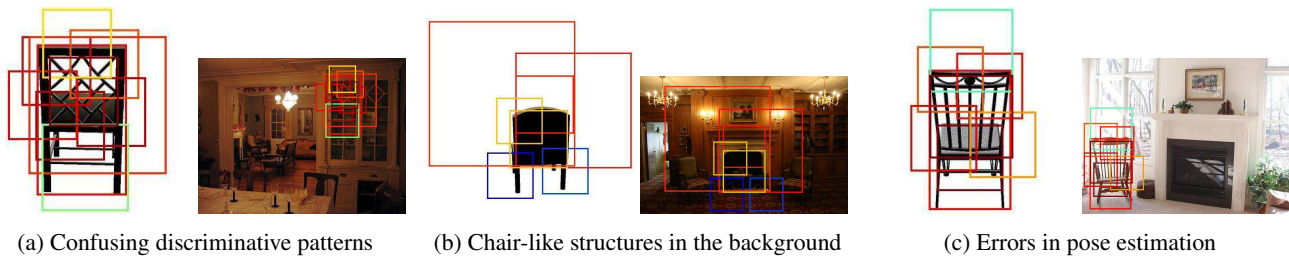 (a) Confusing discriminative patterns
(b) Chair-like structures in the background
(c) Errors in pose estimation